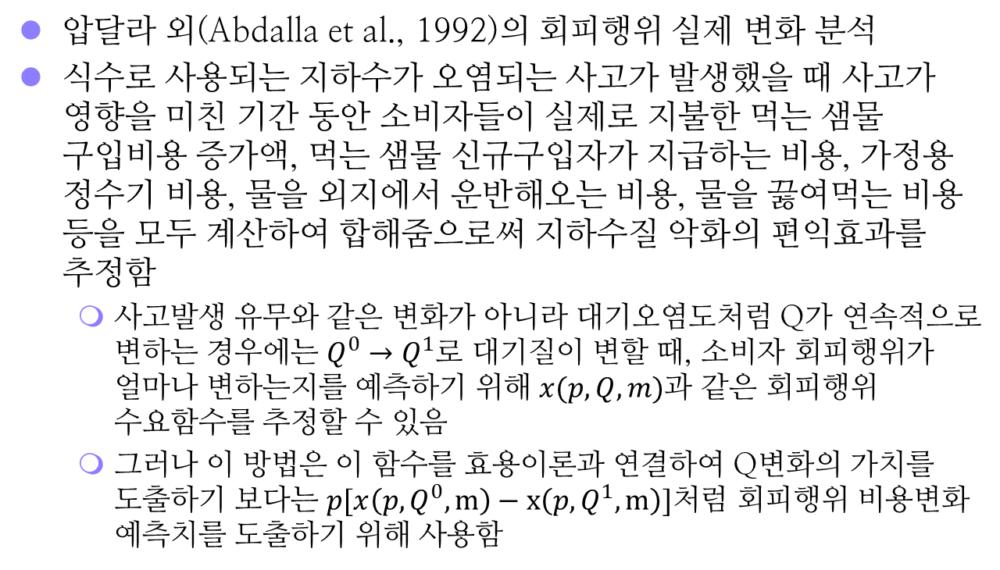 압달라 외(Abdalla et al., 1992)의 회피행위 실제 변화 분석
식수로 사용되는 지하수가 오염되는 사고가 발생했을 때 사고가
영향을 미친 기간 동안 소비자들이 실제로 지불한 먹는 샘물
구입비용 증가액, 먹는 샘물 신규구입자가 지급하는 비용, 가정용
정수기 비용, 물을 외지에서 운반해오는 비용, 물을 끓여먹는 비용
등을 모두 계산하여 합해줌으로써 지하수질 악화의 편익효과를
추정함
사고발생 유무와 같은 변화가 아니라 대기오염도처럼 Q가 연속적으로
변하는 경우에는 Q⁰ → Q¹로 대기질이 변할 때, 소비자 회피행위가
얼마나 변하는지를 예측하기 위해 x(p, Q, m)과 같은 회피행위
수요함수를 추정할 수 있음
그러나 이 방법은 이 함수를 효용이론과 연결하여 Q변화의 가치를
도출하기 보다는 p[x(p, Q⁰, m) − x(p, Q¹, m)]처럼 회피행위 비용변화
예측치를 도출하기 위해 사용함